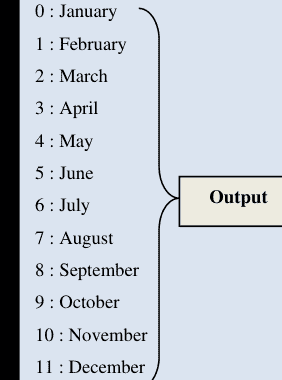 0 : January
1 : February
2 : March
3 : April
4 : May
5 : June
6 : July
7 : August
8 : September
9 : October
10 : November
11 : December
Output